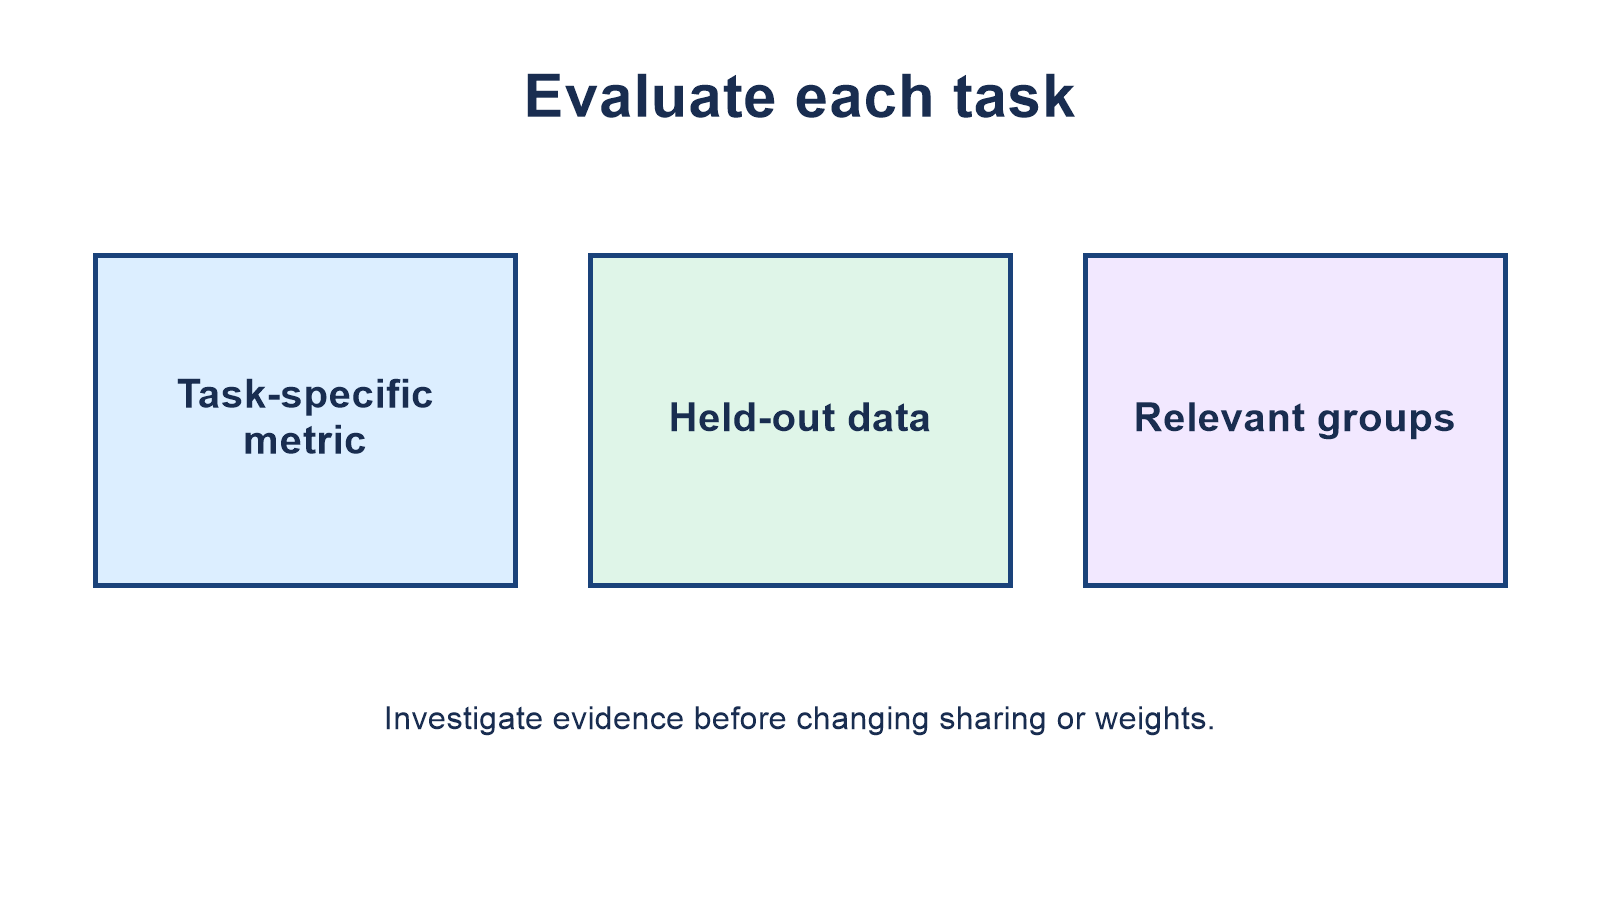 Evaluate each task
Task-specific
metric
Held-out data
Relevant groups
Investigate evidence before changing sharing or weights.